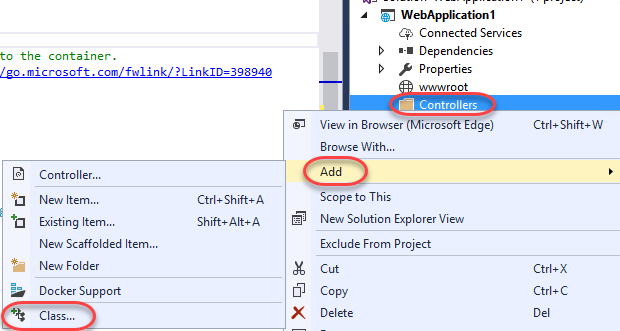 WebApplication1
Connected Services
Dependencies
Properties
wwwroot
Controllers
to the container.
/go.microsoft.com/fwlink/?LinkID=398940
View in Browser (Microsoft Edge) Ctrl+Shift+W
Browse With...
Add
Scope to This
New Solution Explorer View
Exclude From Project
Cut Ctrl+X
Copy Ctrl+C
Delete Del
Controller...
New Item... Ctrl+Shift+A
Existing Item... Shift+Alt+A
New Scaffolded Item...
New Folder
Docker Support
Class...